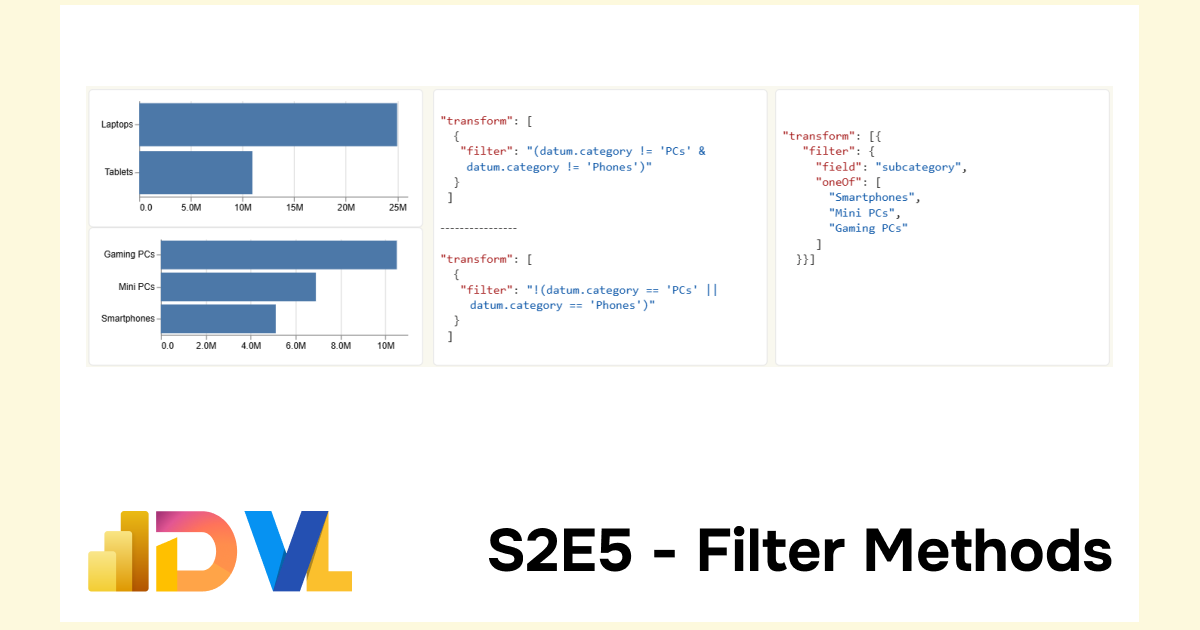 Laptops
Tablets
0.0 5.0M 10M 15M 20M 25M
Gaming PCs
Mini PCs
Smartphones
0.0 2.0M 4.0M 6.0M 8.0M 10M
"transform": [
{
"filter": "(datum.category != 'PCs' &
datum.category != 'Phones')"
}
]
----------------
"transform": [
{
"filter": "!(datum.category == 'PCs' ||
datum.category == 'Phones')"
}
]
"transform": [{
"filter": {
"field": "subcategory",
"oneOf": [
"Smartphones",
"Mini PCs",
"Gaming PCs"
]
}}]
DVL
S2E5 - Filter Methods